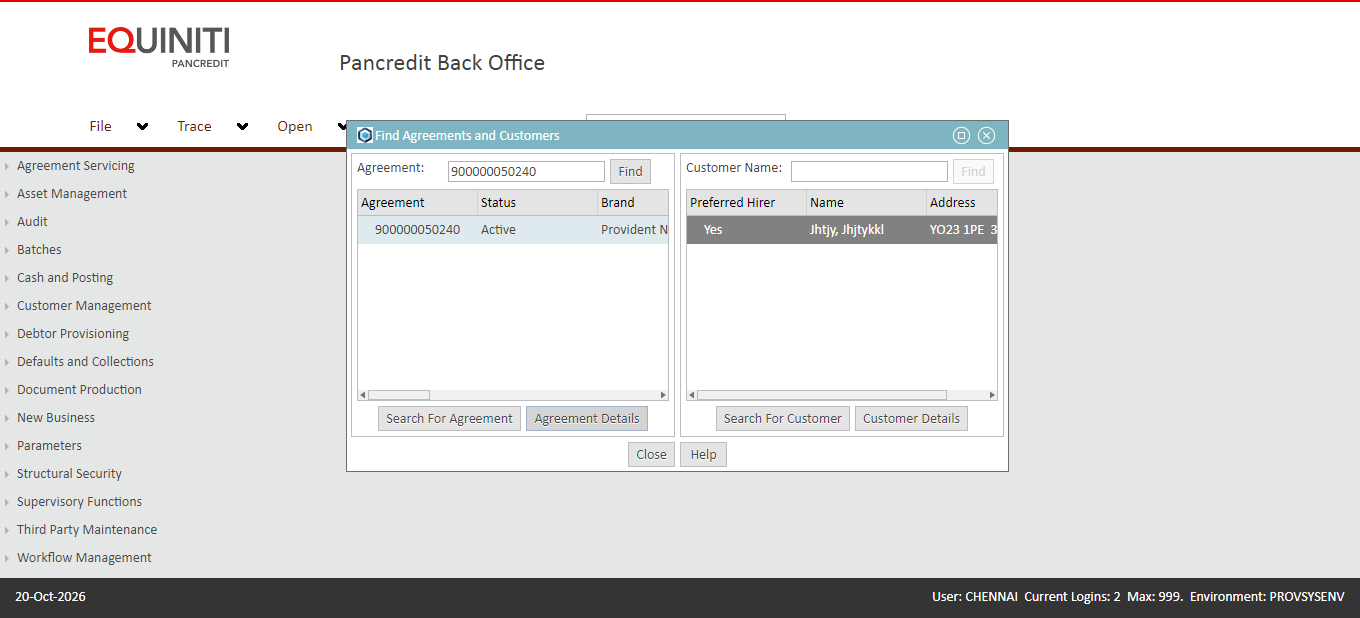 EQUINITI
PANCREDIT
Pancredit Back Office
File Trace Open
Find Agreements and Customers
Agreement: 900000050240 Find
Agreement Status Brand
900000050240 Active Provident N
Search For Agreement Agreement Details
Customer Name: Find
Preferred Hirer Name Address
Yes Jhtjy, Jhjtykkl YO23 1PE 3
Search For Customer Customer Details
Close Help
Agreement Servicing
Asset Management
Audit
Batches
Cash and Posting
Customer Management
Debtor Provisioning
Defaults and Collections
Document Production
New Business
Parameters
Structural Security
Supervisory Functions
Third Party Maintenance
Workflow Management
20-Oct-2026
User: CHENNAI Current Logins: 2 Max: 999. Environment: PROVSYSENV